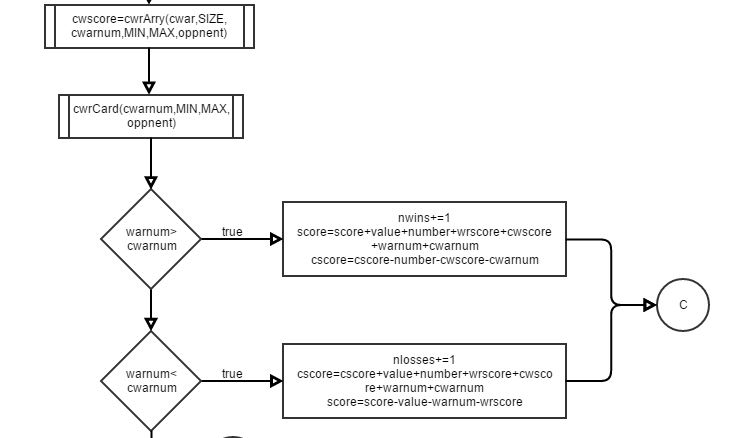 cwscore=cwrArry(cwar,SIZE,
cwarnum,MIN,MAX,oppnent)
cwrCard(cwarnum,MIN,MAX,
oppnent)
warnum>
cwarnum
true
nwins+=1
score=score+value+number+wrscore+cwscore
+warnum+cwarnum
cscore=cscore-number-cwscore-cwarnum
C
warnum<
cwarnum
true
nlosses+=1
cscore=cscore+value+number+wrscore+cwsco
re+warnum+cwarnum
score=score-value-warnum-wrscore